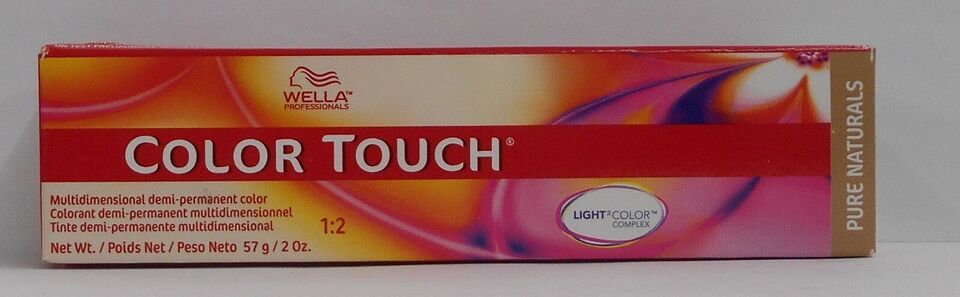 WELLA™
PROFESSIONALS
COLOR TOUCH®
Multidimensional demi-permanent color
Colorant demi-permanent multidimensionnel
Tinte demi-permanente multidimensional
1:2
Net Wt. / Poids Net / Peso Neto 57 g / 2 Oz.
LIGHT²COLOR™
COMPLEX
PURE NATURALS